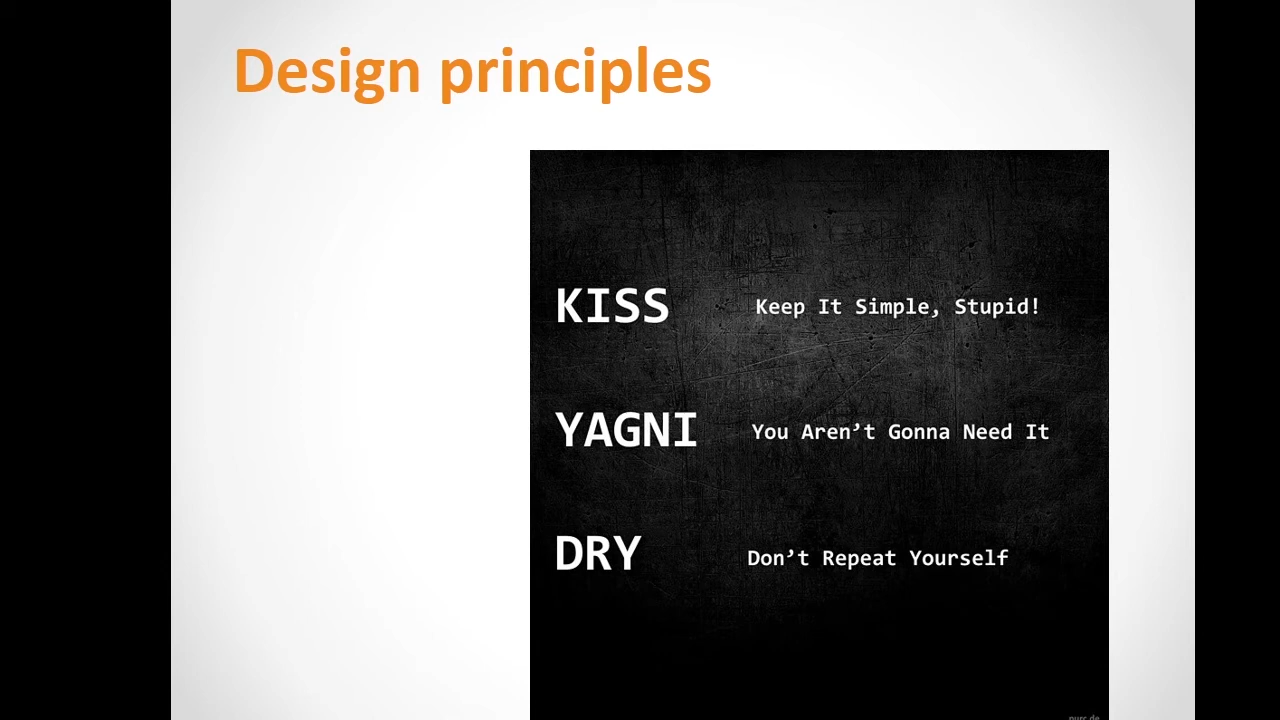 Design principles
KISS Keep It Simple, Stupid!
YAGNI You Aren’t Gonna Need It
DRY Don’t Repeat Yourself